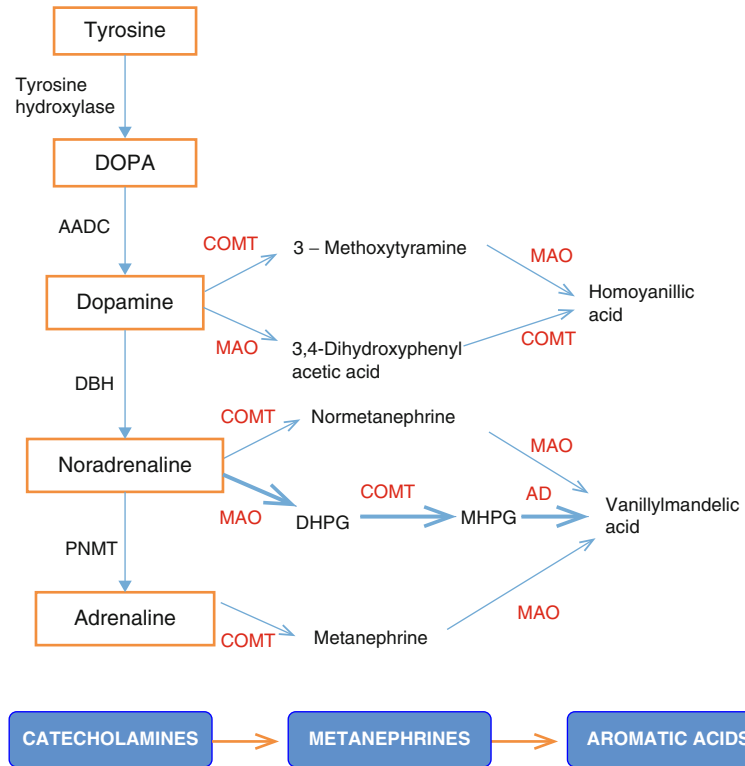 Tyrosine
Tyrosine
hydroxylase
DOPA
AADC
COMT
3 – Methoxytyramine
MAO
Dopamine
Homoyanillic
acid
MAO
3,4-Dihydroxyphenyl
acetic acid
COMT
DBH
COMT
Normetanephrine
MAO
Noradrenaline
COMT
AD
MAO
DHPG
MHPG
Vanillylmandelic
acid
PNMT
Adrenaline
COMT
Metanephrine
MAO
CATECHOLAMINES
METANEPHRINES
AROMATIC ACIDS